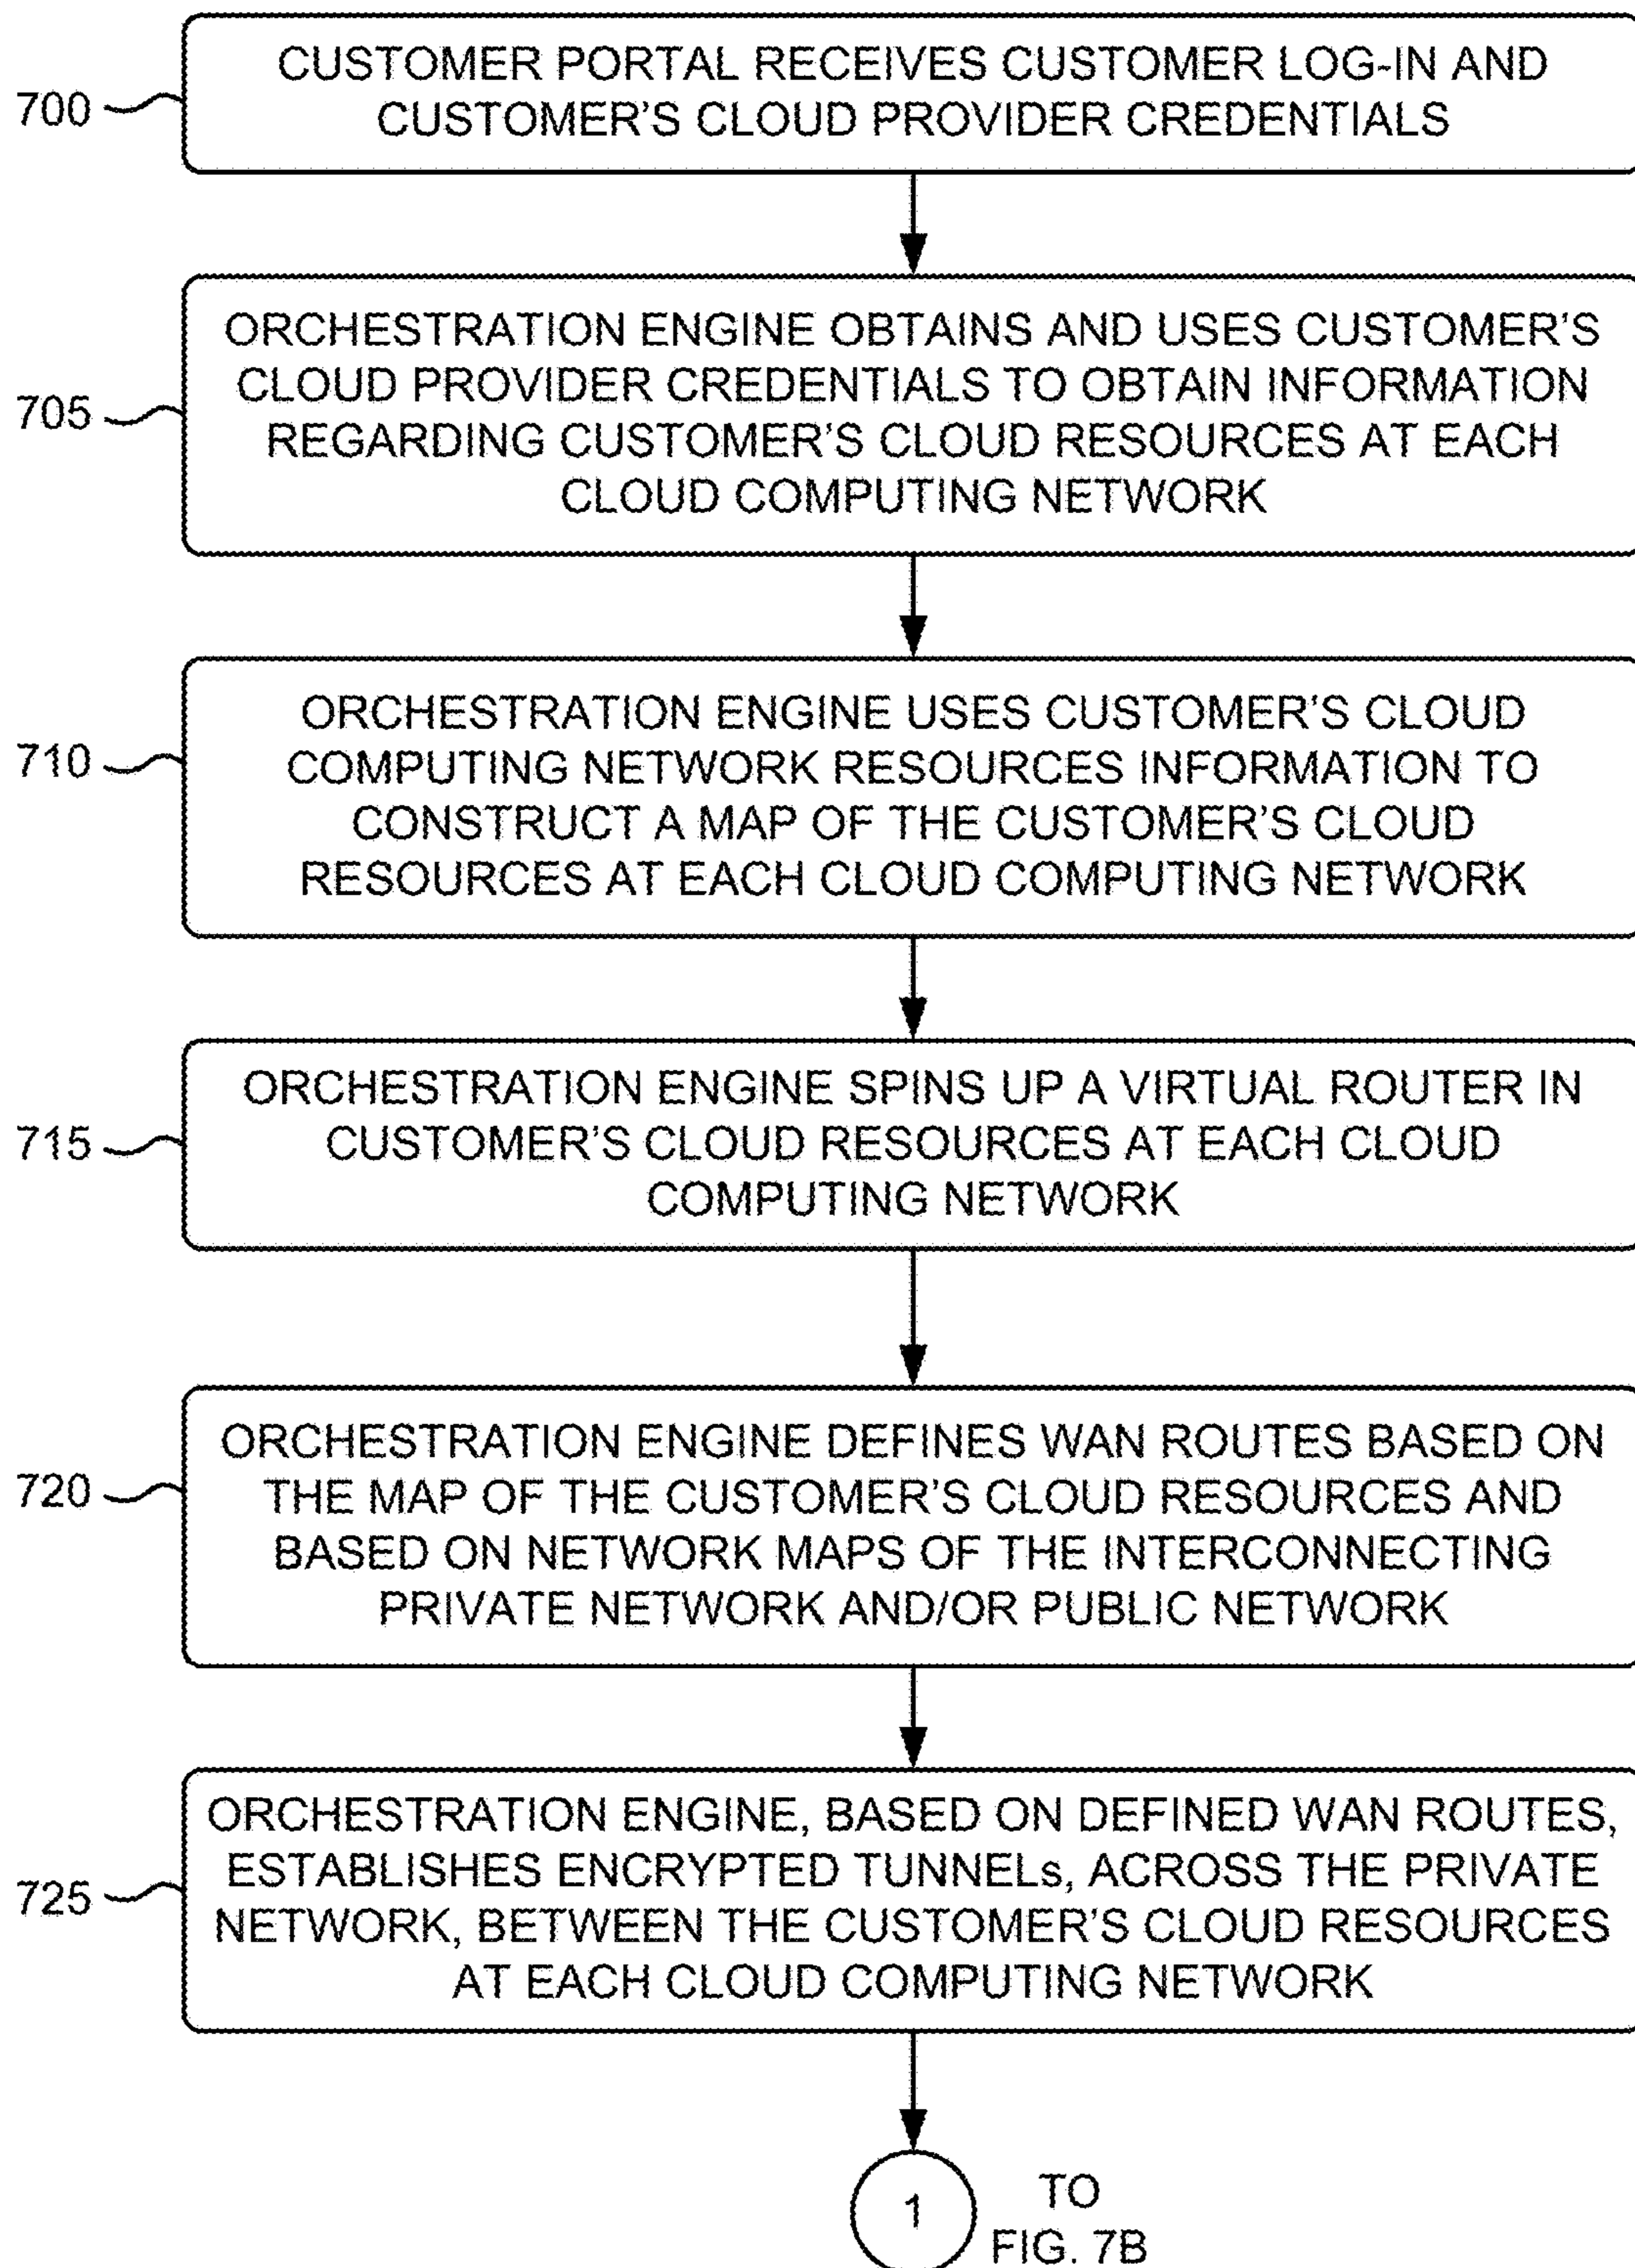 700
CUSTOMER PORTAL RECEIVES CUSTOMER LOG-IN AND
CUSTOMER'S CLOUD PROVIDER CREDENTIALS
705
ORCHESTRATION ENGINE OBTAINS AND USES CUSTOMER'S
CLOUD PROVIDER CREDENTIALS TO OBTAIN INFORMATION
REGARDING CUSTOMER'S CLOUD RESOURCES AT EACH
CLOUD COMPUTING NETWORK
710
ORCHESTRATION ENGINE USES CUSTOMER'S CLOUD
COMPUTING NETWORK RESOURCES INFORMATION TO
CONSTRUCT A MAP OF THE CUSTOMER'S CLOUD
RESOURCES AT EACH CLOUD COMPUTING NETWORK
715
ORCHESTRATION ENGINE SPINS UP A VIRTUAL ROUTER IN
CUSTOMER'S CLOUD RESOURCES AT EACH CLOUD
COMPUTING NETWORK
720
ORCHESTRATION ENGINE DEFINES WAN ROUTES BASED ON
THE MAP OF THE CUSTOMER'S CLOUD RESOURCES AND
BASED ON NETWORK MAPS OF THE INTERCONNECTING
PRIVATE NETWORK AND/OR PUBLIC NETWORK
725
ORCHESTRATION ENGINE, BASED ON DEFINED WAN ROUTES,
ESTABLISHES ENCRYPTED TUNNELs, ACROSS THE PRIVATE
NETWORK, BETWEEN THE CUSTOMER'S CLOUD RESOURCES
AT EACH CLOUD COMPUTING NETWORK
1
TO
FIG. 7B